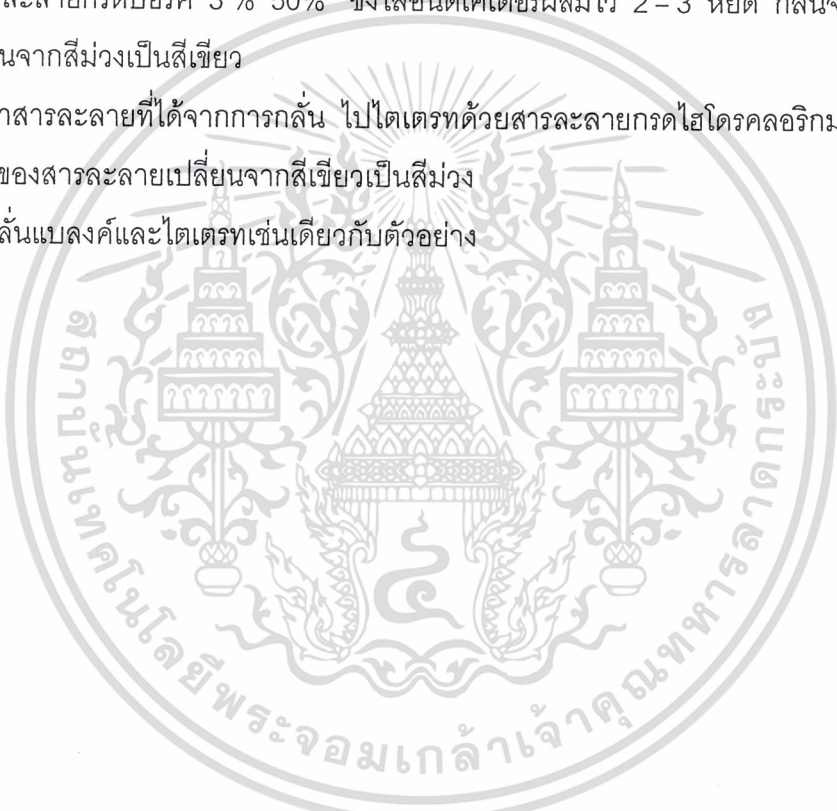 ละลายกรดบอริค 3 % 50% ซึ่งใส่อินดิเคเตอร์ผสมไว้ 2 – 3 หยด กลั่น
นจากสีม่วงเป็นสีเขียว
าสารละลายที่ได้จากการกลั่น ไปไตเตรทด้วยสารละลายกรดไฮโดรคลอริกม
ของสารละลายเปลี่ยนจากสีเขียวเป็นสีม่วง
ลั่นแบลงค์และไตเตรทเช่นเดียวกับตัวอย่าง
สถาบันเทคโนโลยีพระจอมเกล้าเจ้าคุณทหารลาดกระบัง